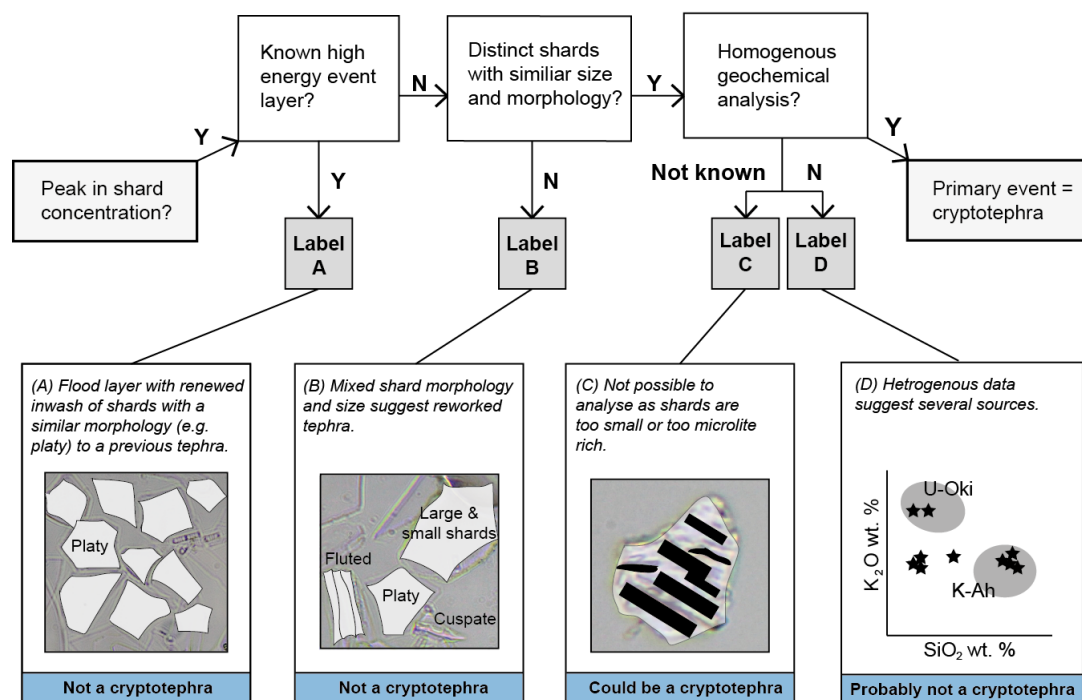 Known high
energy event
layer?
N
Distinct shards
with similiar size
and morphology?
Y
Homogenous
geochemical
analysis?
Y
Peak in shard
concentration?
Y
N
Not known
N
Y
Primary event =
cryptotephra
Label
A
Label
B
Label
C
Label
D
(A) Flood layer with renewed
inwash of shards with a
similar morphology (e.g.
platy) to a previous tephra.
Platy
Not a cryptotephra
(B) Mixed shard morphology
and size suggest reworked
tephra.
Large &
small shards
Fluted
Platy
Cuspate
Not a cryptotephra
(C) Not possible to
analyse as shards are
too small or too microlite
rich.
Could be a cryptotephra
(D) Hetrogenous data
suggest several sources.
U-Oki
K-Ah
K2O wt. %
SiO2 wt. %
Probably not a cryptotephra